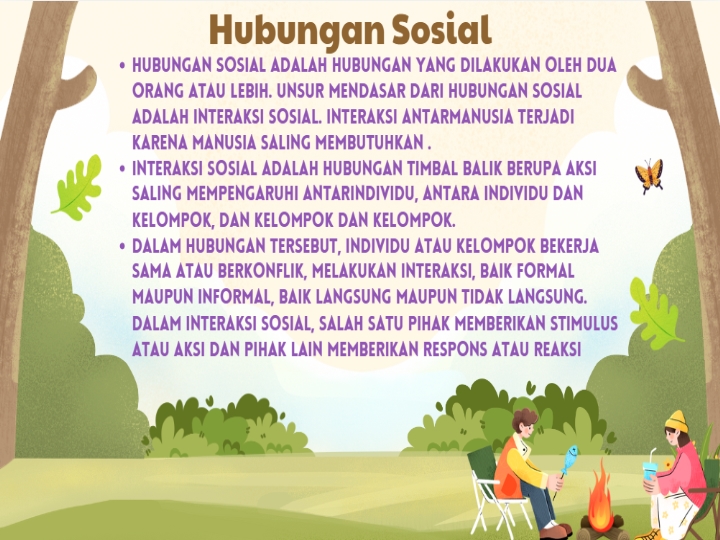 Hubungan Sosial
• HUBUNGAN SOSIAL ADALAH HUBUNGAN YANG DILAKUKAN OLEH DUA
ORANG ATAU LEBIH. UNSUR MENDASAR DARI HUBUNGAN SOSIAL
ADALAH INTERAKSI SOSIAL. INTERAKSI ANTARMANUSIA TERJADI
KARENA MANUSIA SALING MEMBUTUHKAN .
• INTERAKSI SOSIAL ADALAH HUBUNGAN TIMBAL BALIK BERUPA AKSI
SALING MEMPENGARUHI ANTARINDIVIDU, ANTARA INDIVIDU DAN
KELOMPOK, DAN KELOMPOK DAN KELOMPOK.
• DALAM HUBUNGAN TERSEBUT, INDIVIDU ATAU KELOMPOK BEKERJA
SAMA ATAU BERKONFLIK, MELAKUKAN INTERAKSI, BAIK FORMAL
MAUPUN INFORMAL, BAIK LANGSUNG MAUPUN TIDAK LANGSUNG.
DALAM INTERAKSI SOSIAL, SALAH SATU PIHAK MEMBERIKAN STIMULUS
ATAU AKSI DAN PIHAK LAIN MEMBERIKAN RESPONS ATAU REAKSI